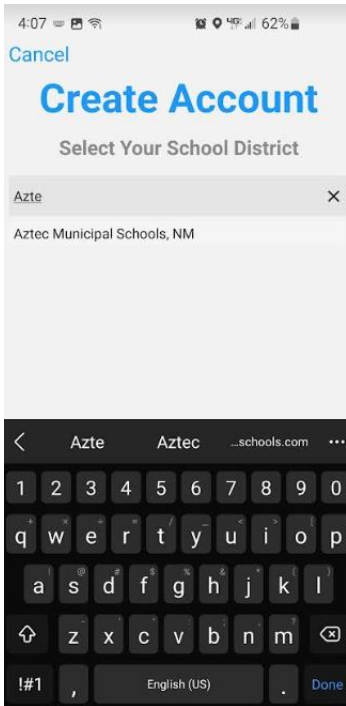 4:07 62%
Cancel
Create Account
Select Your School District
Azte
Aztec Municipal Schools, NM
Azte Aztec ...schools.com
1 2 3 4 5 6 7 8 9 0
q w e r t y u i o p
a s d f g h j k l
z x c v b n m
!#1 , English (US) . Done